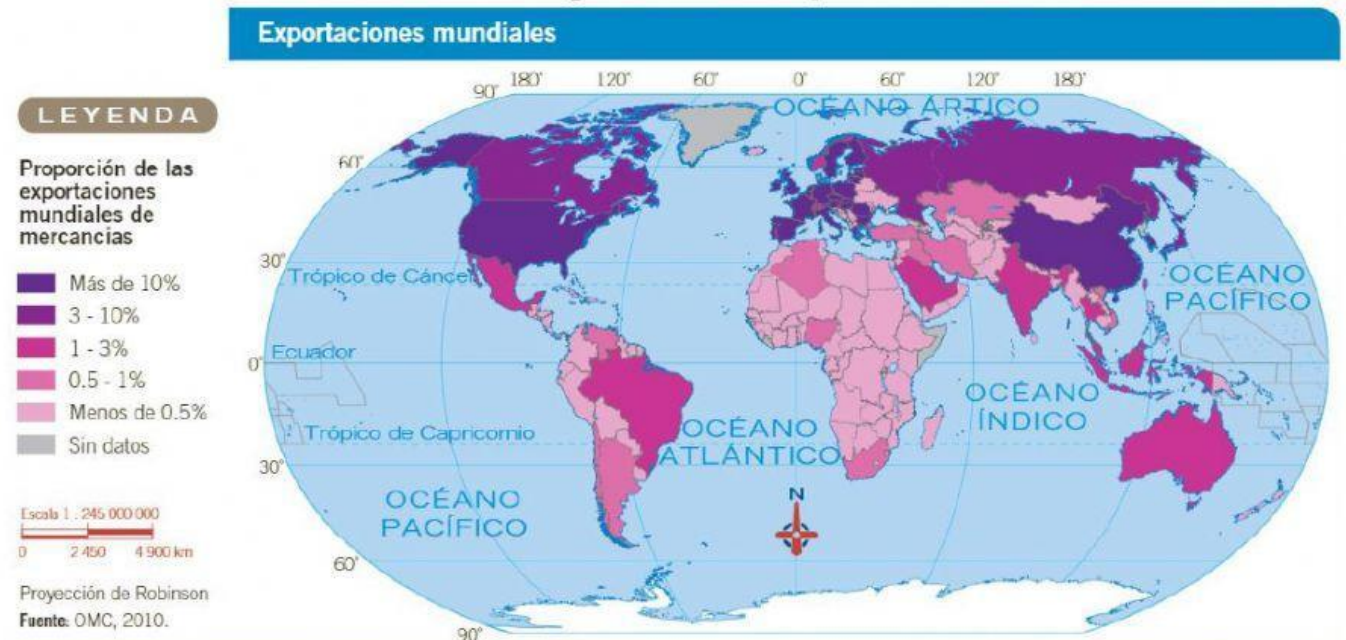 Exportaciones mundiales
LEYENDA
Proporción de las
exportaciones
mundiales de
mercancías
Más de 10%
3 - 10%
1 - 3%
0.5 - 1%
Menos de 0.5%
Sin datos
Escala 1 : 245 000 000
0 2 450 4 900 km
Proyección de Robinson
Fuente: OMC, 2010.
90° 180° 120° 60° 0° 60° 120° 180°
OCÉANO ÁRTICO
60°
30°
Trópico de Cáncer
OCÉANO
PACÍFICO
0°
Ecuador
OCÉANO
ÍNDICO
Trópico de Capricornio
OCÉANO
ATLÁNTICO
30°
OCÉANO
PACÍFICO
N
60°
90°